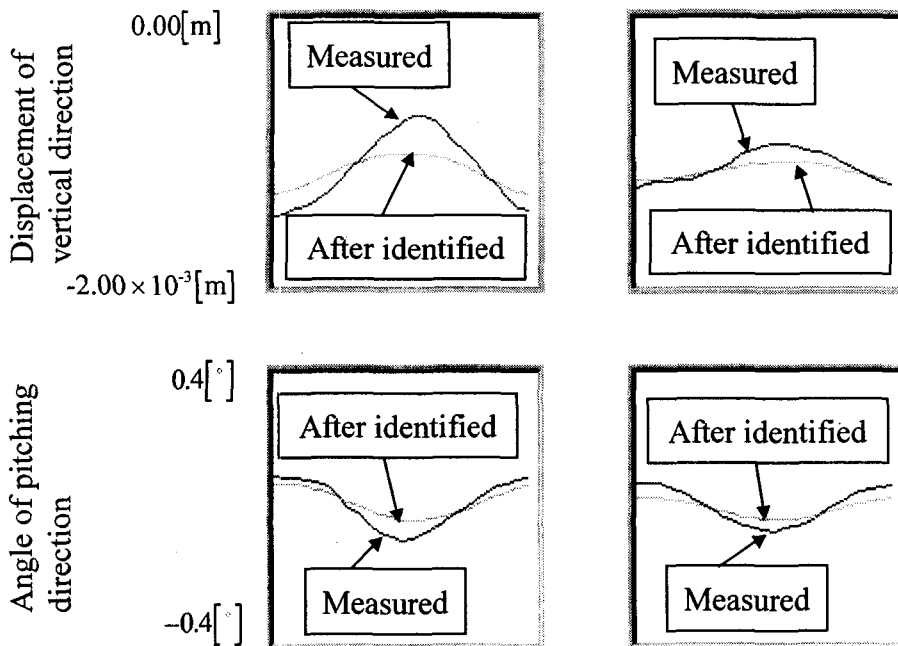 0.00[m]
Displacement of
vertical direction
-2.00 × 10⁻³[m]
Measured
After identified
Measured
After identified
0.4[°]
Angle of pitching
direction
−0.4[°]
After identified
Measured
After identified
Measured